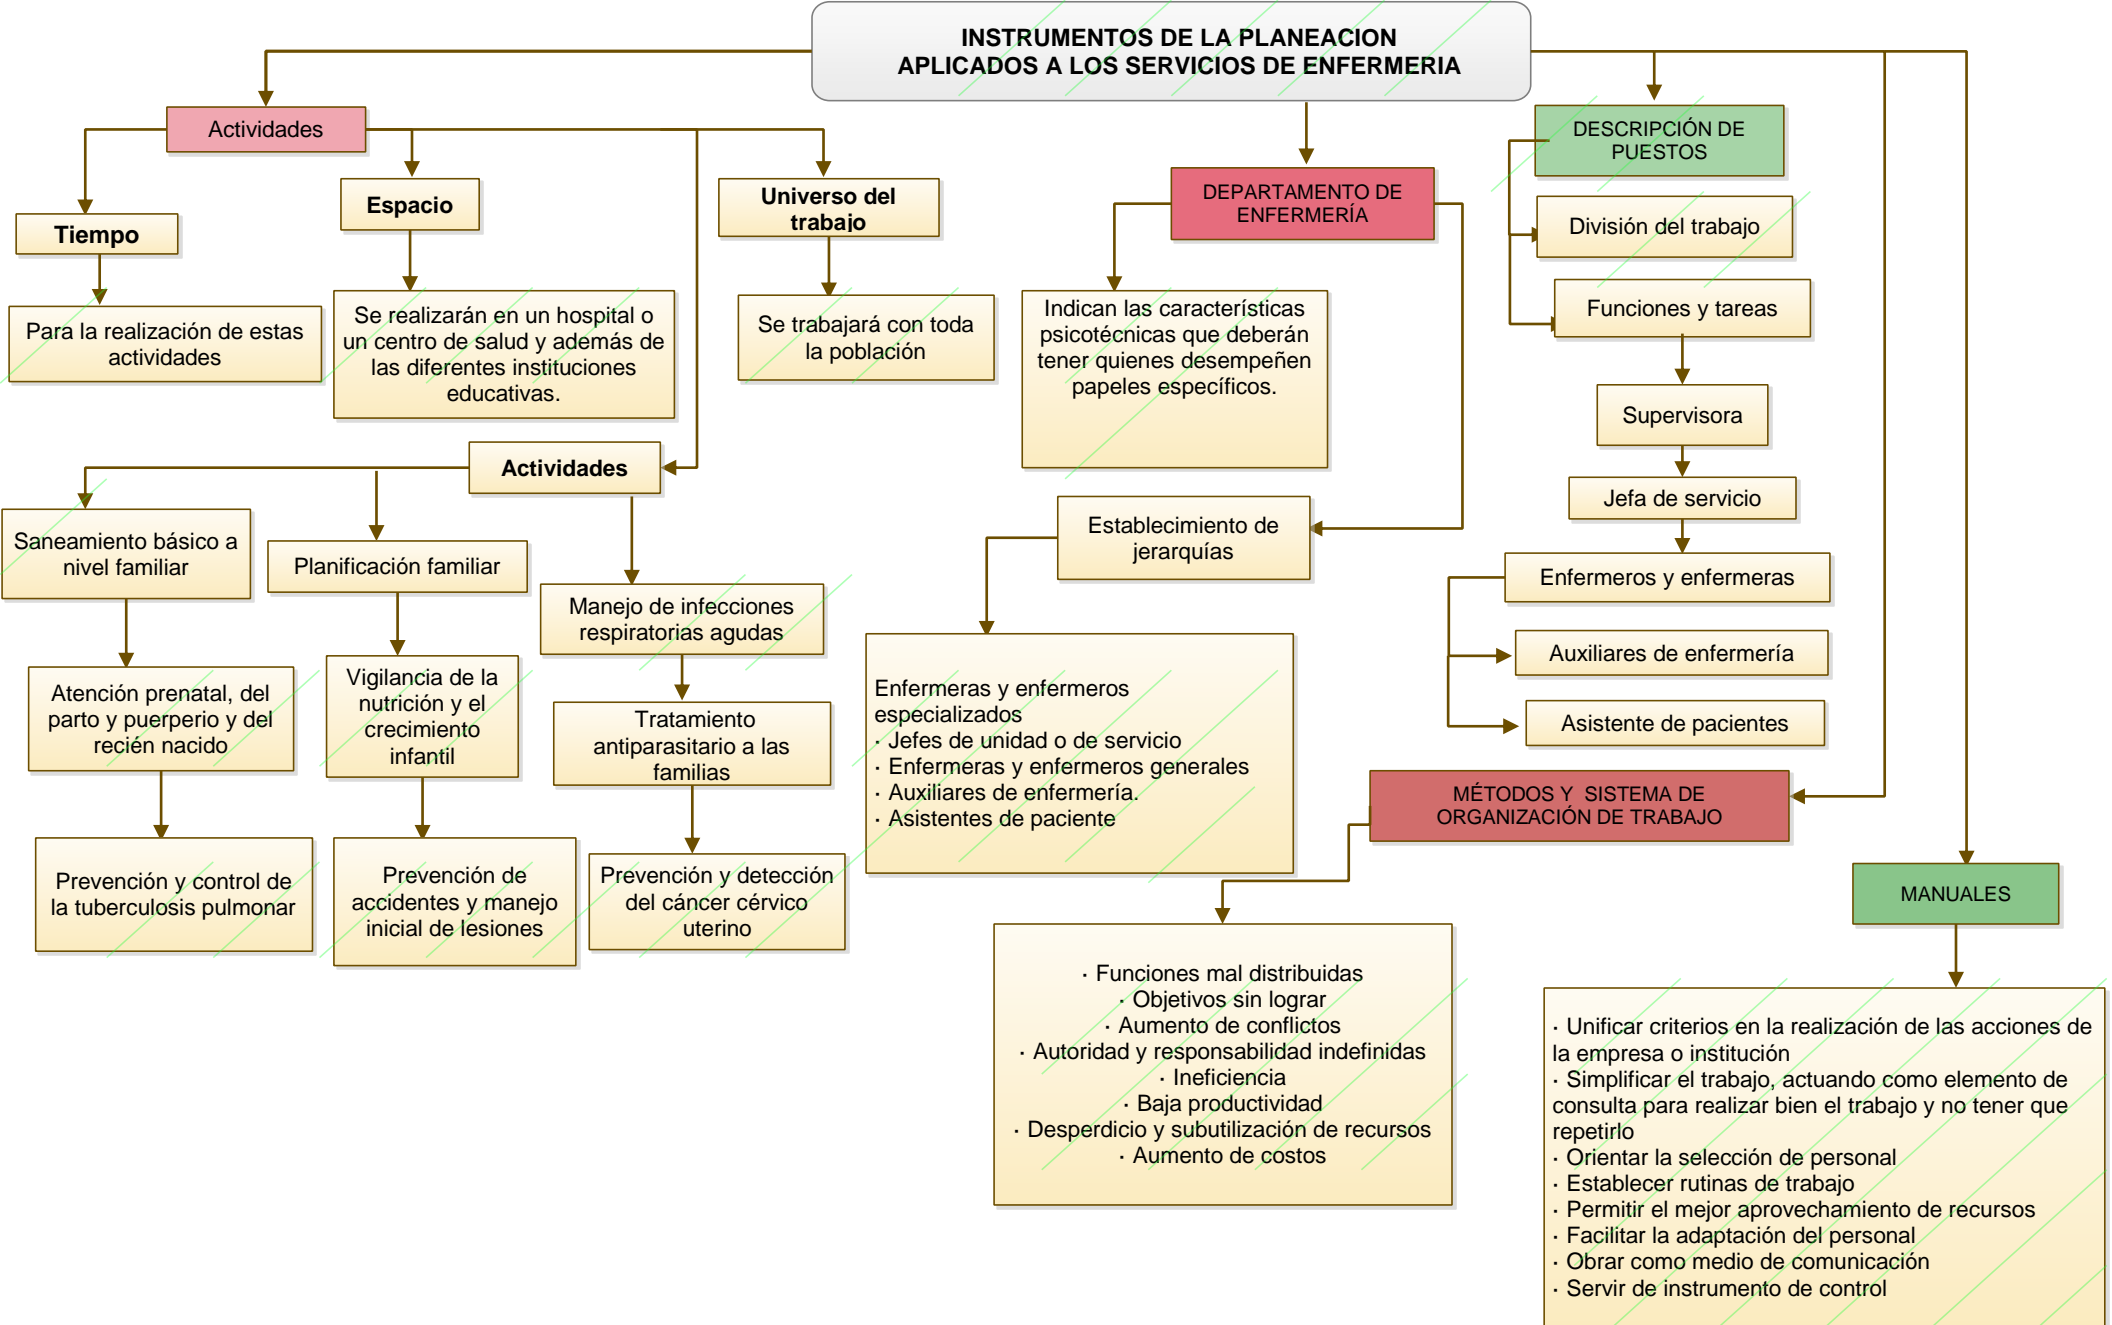 INSTRUMENTOS DE LA PLANEACION
APLICADOS A LOS SERVICIOS DE ENFERMERIA
Actividades
Tiempo
Para la realización de estas
actividades
Espacio
Se realizarán en un hospital o
un centro de salud y además de
las diferentes instituciones
educativas.
Universo del
trabajo
Se trabajará con toda
la población
Actividades
Saneamiento básico a
nivel familiar
Atención prenatal, del
parto y puerperio y del
recién nacido
Prevención y control de
la tuberculosis pulmonar
Planificación familiar
Vigilancia de la
nutrición y el
crecimiento
infantil
Prevención de
accidentes y manejo
inicial de lesiones
Manejo de infecciones
respiratorias agudas
Tratamiento
antiparasitario a las
familias
Prevención y detección
del cáncer cérvico
uterino
DEPARTAMENTO DE
ENFERMERÍA
Indican las características
psicotécnicas que deberán
tener quienes desempeñen
papeles específicos.
Establecimiento de
jerarquías
Enfermeras y enfermeros
especializados
· Jefes de unidad o de servicio
· Enfermeras y enfermeros generales
· Auxiliares de enfermería.
· Asistentes de paciente
DESCRIPCIÓN DE
PUESTOS
División del trabajo
Funciones y tareas
Supervisora
Jefa de servicio
Enfermeros y enfermeras
Auxiliares de enfermería
Asistente de pacientes
MÉTODOS Y  SISTEMA DE
ORGANIZACIÓN DE TRABAJO
· Funciones mal distribuidas
· Objetivos sin lograr
· Aumento de conflictos
· Autoridad y responsabilidad indefinidas
· Ineficiencia
· Baja productividad
· Desperdicio y subutilización de recursos
· Aumento de costos
MANUALES
· Unificar criterios en la realización de las acciones de
la empresa o institución
· Simplificar el trabajo, actuando como elemento de
consulta para realizar bien el trabajo y no tener que
repetirlo
· Orientar la selección de personal
· Establecer rutinas de trabajo
· Permitir el mejor aprovechamiento de recursos
· Facilitar la adaptación del personal
· Obrar como medio de comunicación
· Servir de instrumento de control